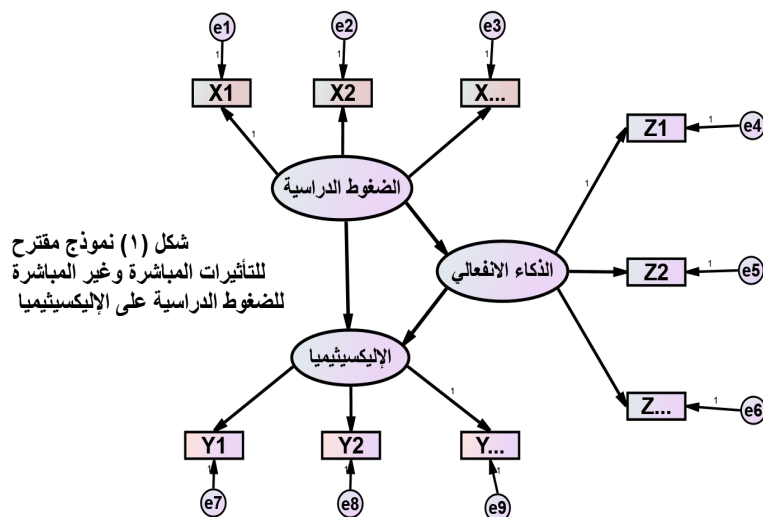 e1
e2
e3
1
1
1
X1
X2
X...
1
الضغوط الدراسية
Z1
1
e4
1
شكل (١) نموذج مقترح
للتأثيرات المباشرة وغير المباشرة
للضغوط الدراسية على الإليكسيثيميا
الذكاء الانفعالي
Z2
1
e5
الإليكسيثيميا
1
Z...
1
e6
Y1
Y2
Y...
1
1
1
e7
e8
e9